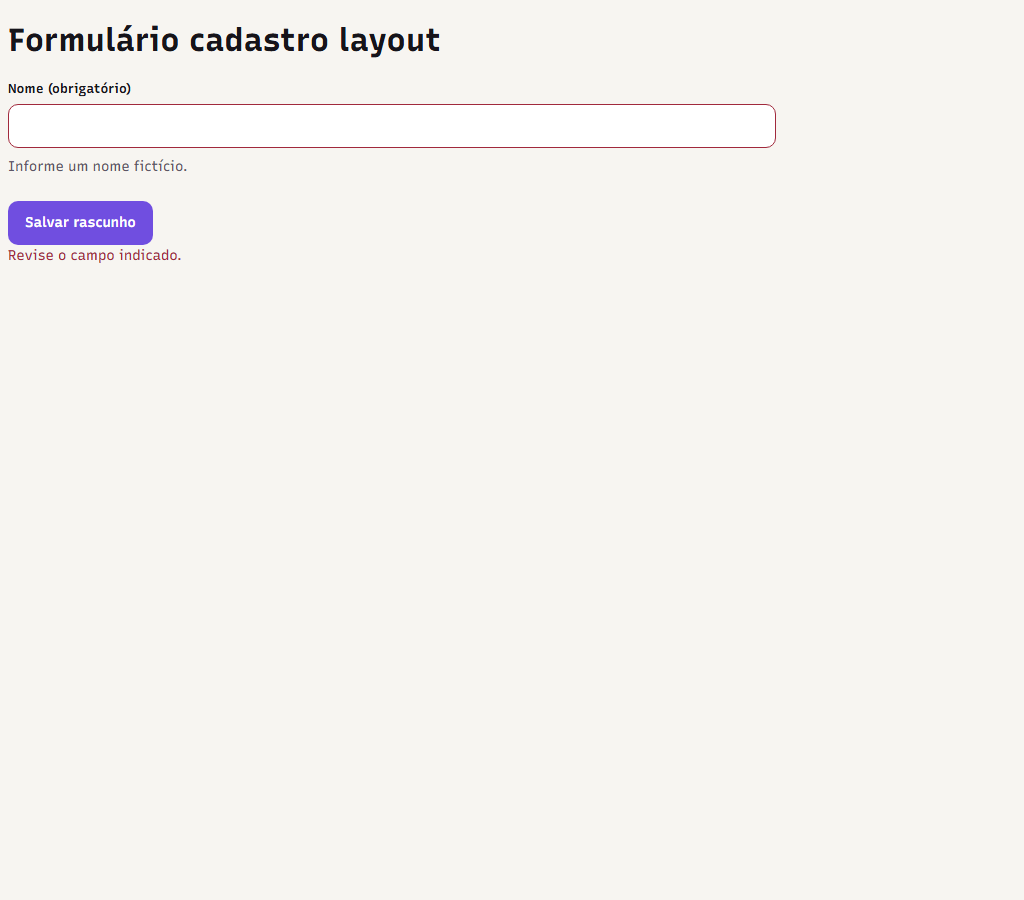 Formulário cadastro layout
Nome (obrigatório)
Informe um nome fictício.
Salvar rascunho
Revise o campo indicado.